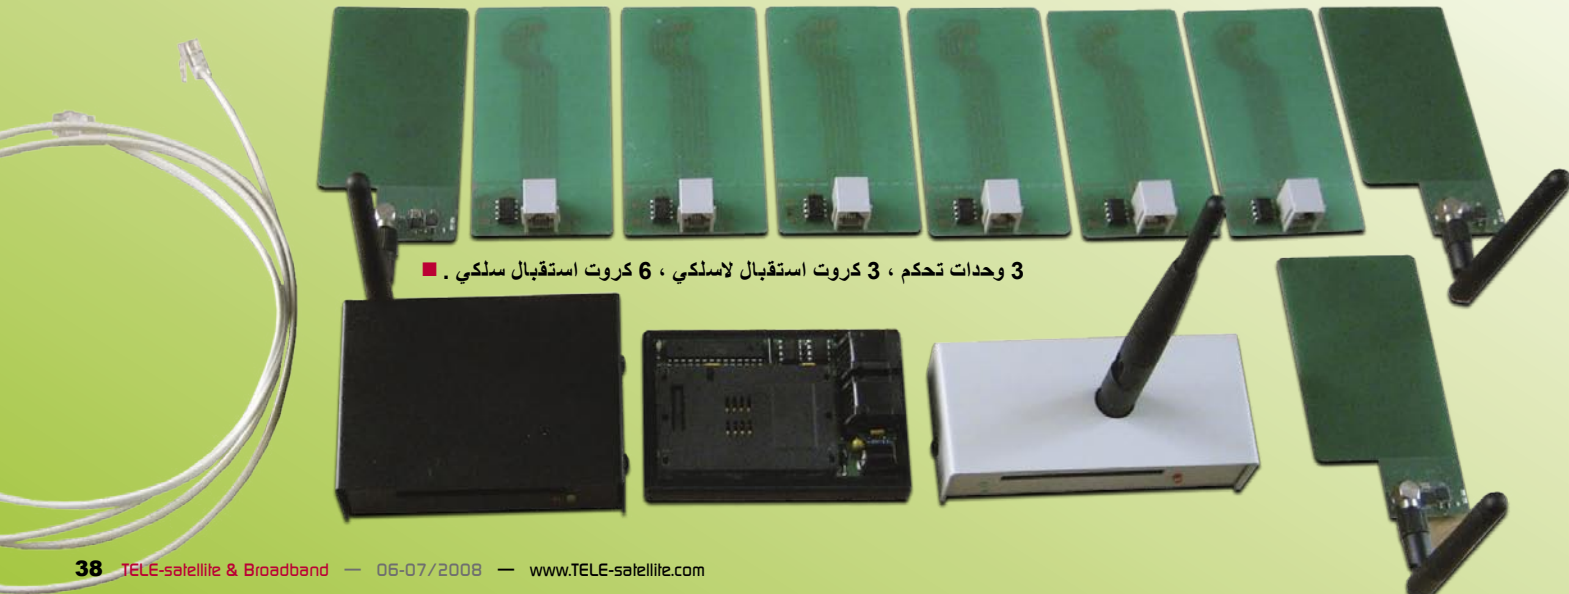 3 وحدات تحكم ، 3 كروت استقبال لاسلكي ، 6 كروت استقبال سلكي . ■
38 TELE-satellite & Broadband — 06-07/2008 — www.TELE-satellite.com